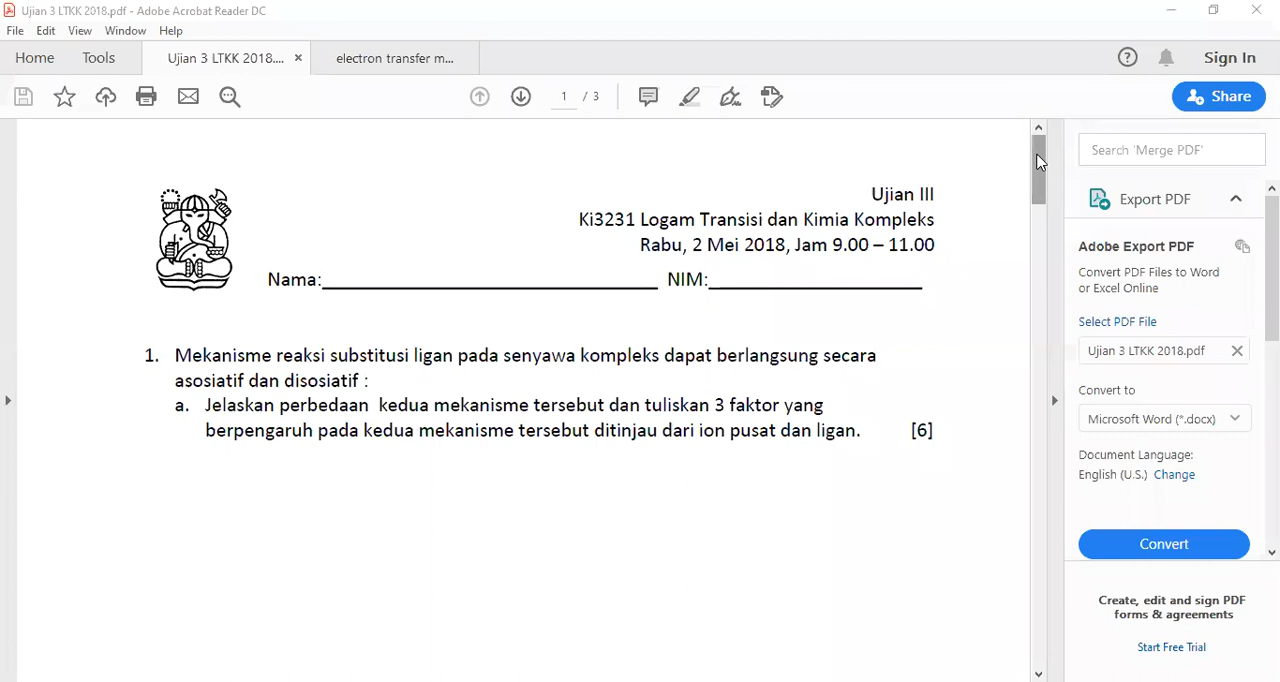 Ujian 3 LTKK 2018.pdf - Adobe Acrobat Reader DC
File Edit View Window Help
Home Tools Ujian 3 LTKK 2018.... × electron transfer m... Sign In
1 / 3 Share
Search 'Merge PDF'
Export PDF
Adobe Export PDF
Convert PDF Files to Word
or Excel Online
Select PDF File
Ujian 3 LTKK 2018.pdf
Convert to
Microsoft Word (*.docx)
Document Language:
English (U.S.) Change
Convert
Create, edit and sign PDF
forms & agreements
Start Free Trial
Ujian III
Ki3231 Logam Transisi dan Kimia Kompleks
Rabu, 2 Mei 2018, Jam 9.00 – 11.00
Nama:______________________________ NIM:___________________
1. Mekanisme reaksi substitusi ligan pada senyawa kompleks dapat berlangsung secara
asosiatif dan disosiatif :
a. Jelaskan perbedaan kedua mekanisme tersebut dan tuliskan 3 faktor yang
berpengaruh pada kedua mekanisme tersebut ditinjau dari ion pusat dan ligan. [6]